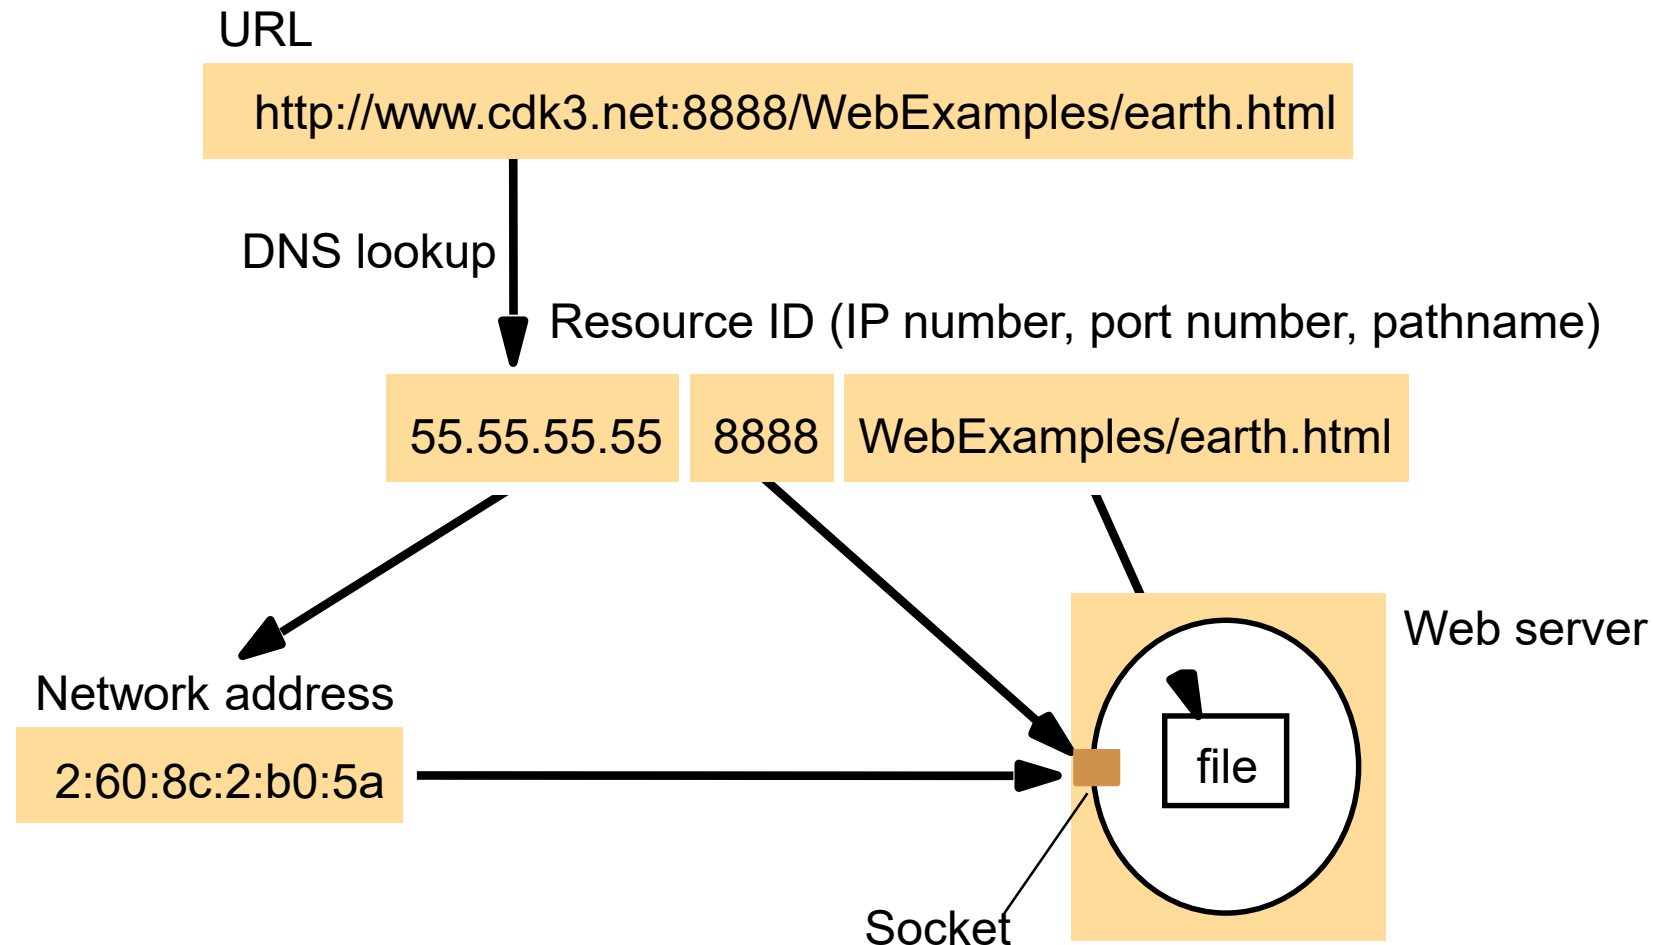 URL
http://www.cdk3.net:8888/WebExamples/earth.html
DNS lookup
Resource ID (IP number, port number, pathname)
55.55.55.55 8888 WebExamples/earth.html
Web server
Network address
2:60:8c:2:b0:5a
file
Socket